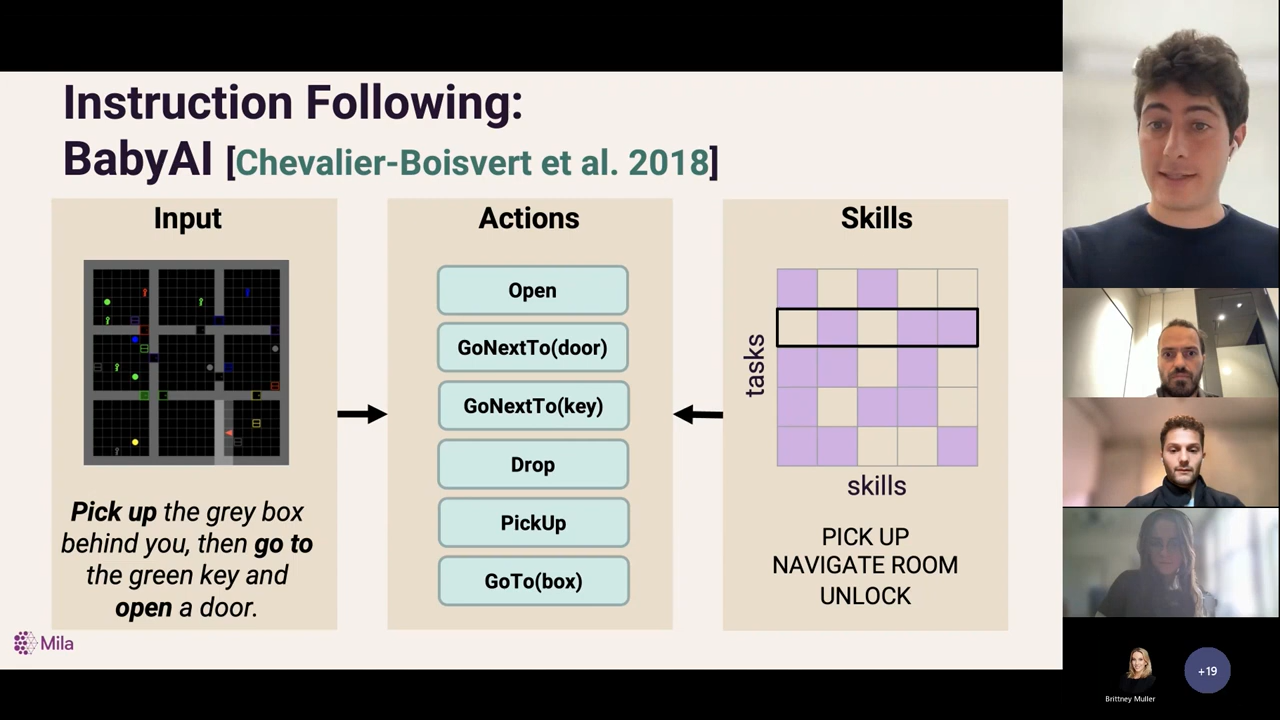 Instruction Following:
BabyAI [Chevalier-Boisvert et al. 2018]
Input
Pick up the grey box
behind you, then go to
the green key and
open a door.
Actions
Open
GoNextTo(door)
GoNextTo(key)
Drop
PickUp
GoTo(box)
Skills
tasks
skills
PICK UP
NAVIGATE ROOM
UNLOCK
Mila
+19
Brittney Muller